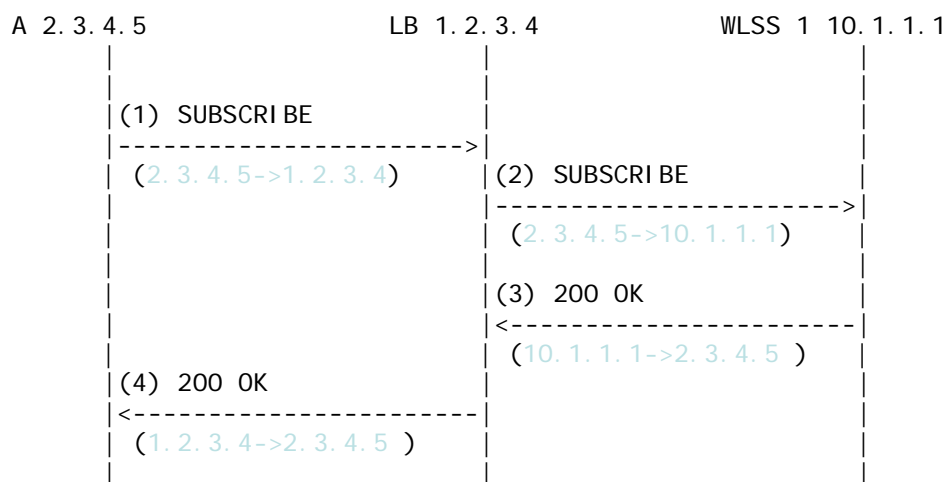 A 2.3.4.5 LB 1.2.3.4 WLSS 1 10.1.1.1
(1) SUBSCRIBE
----------------------->
(2.3.4.5->1.2.3.4)
(2) SUBSCRIBE
----------------------->
(2.3.4.5->10.1.1.1)
(3) 200 OK
<-----------------------
(10.1.1.1->2.3.4.5 )
(4) 200 OK
<-----------------------
(1.2.3.4->2.3.4.5 )